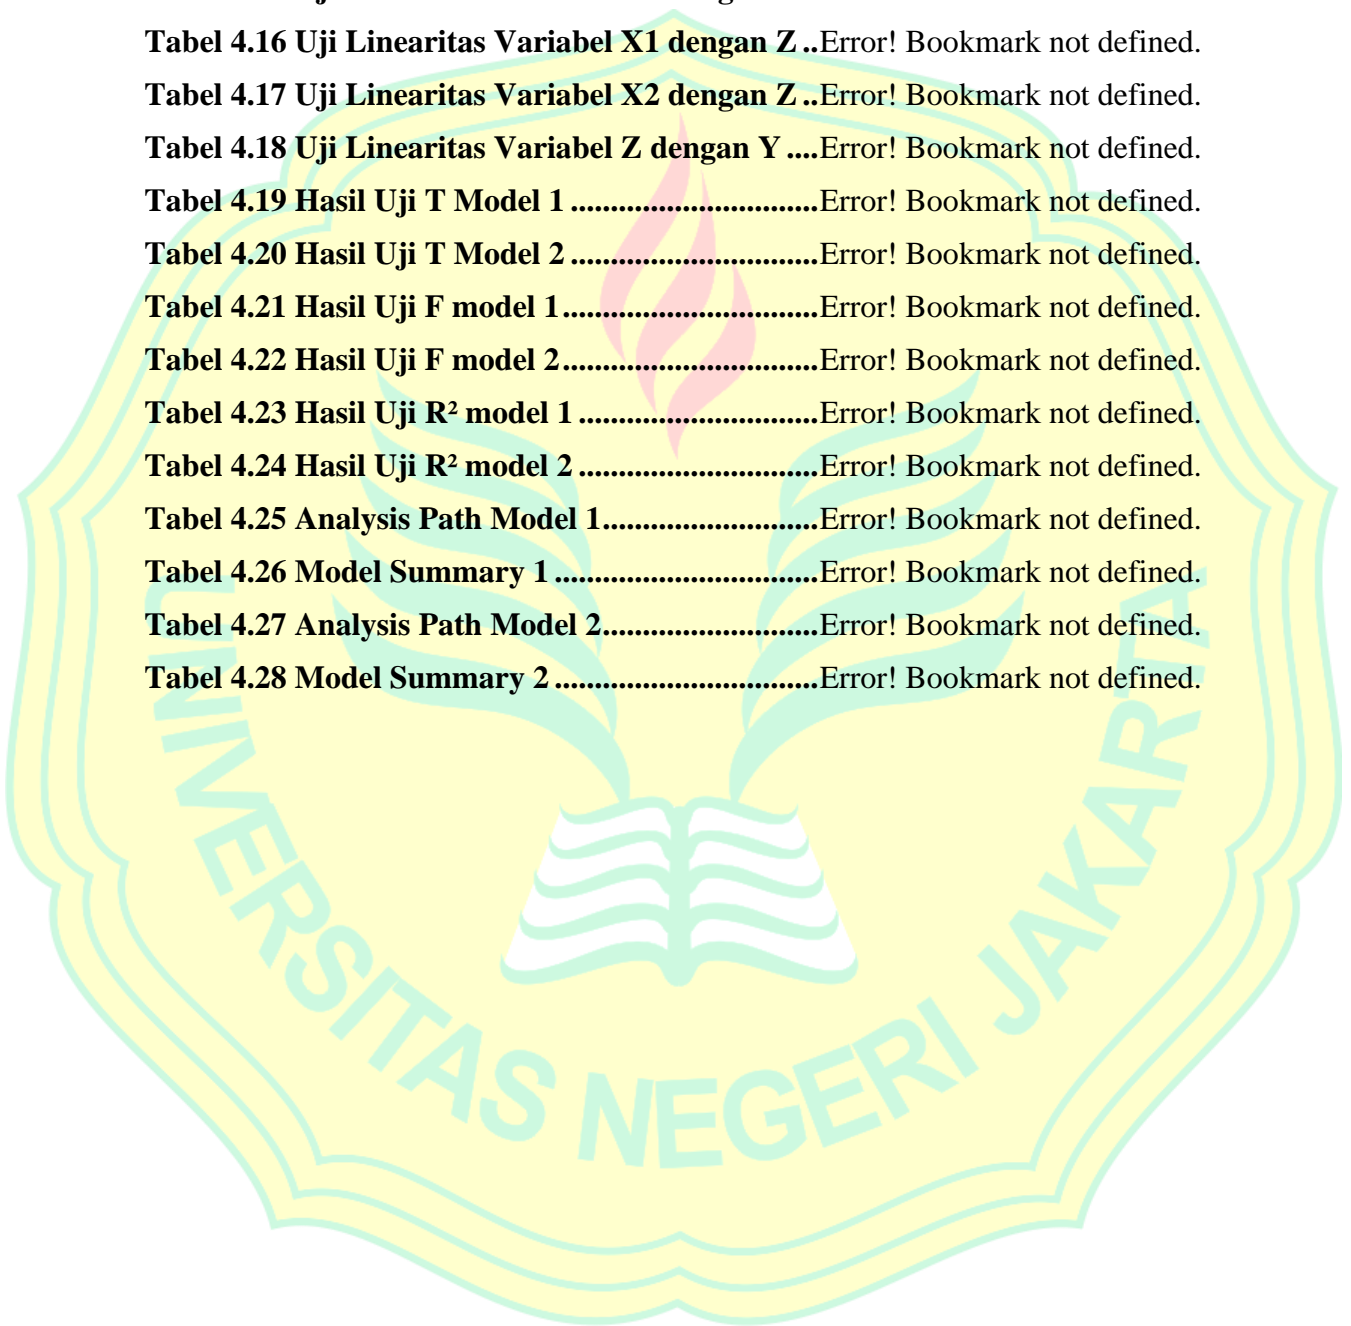 Tabel 4.16 Uji Linearitas Variabel X1 dengan Z ..Error! Bookmark not defined.
Tabel 4.17 Uji Linearitas Variabel X2 dengan Z ..Error! Bookmark not defined.
Tabel 4.18 Uji Linearitas Variabel Z dengan Y ....Error! Bookmark not defined.
Tabel 4.19 Hasil Uji T Model 1 ..............................Error! Bookmark not defined.
Tabel 4.20 Hasil Uji T Model 2 ..............................Error! Bookmark not defined.
Tabel 4.21 Hasil Uji F model 1...............................Error! Bookmark not defined.
Tabel 4.22 Hasil Uji F model 2...............................Error! Bookmark not defined.
Tabel 4.23 Hasil Uji R² model 1 .............................Error! Bookmark not defined.
Tabel 4.24 Hasil Uji R² model 2 .............................Error! Bookmark not defined.
Tabel 4.25 Analysis Path Model 1..........................Error! Bookmark not defined.
Tabel 4.26 Model Summary 1 ................................Error! Bookmark not defined.
Tabel 4.27 Analysis Path Model 2..........................Error! Bookmark not defined.
Tabel 4.28 Model Summary 2 ................................Error! Bookmark not defined.
UNIVERSITAS NEGERI JAKARTA